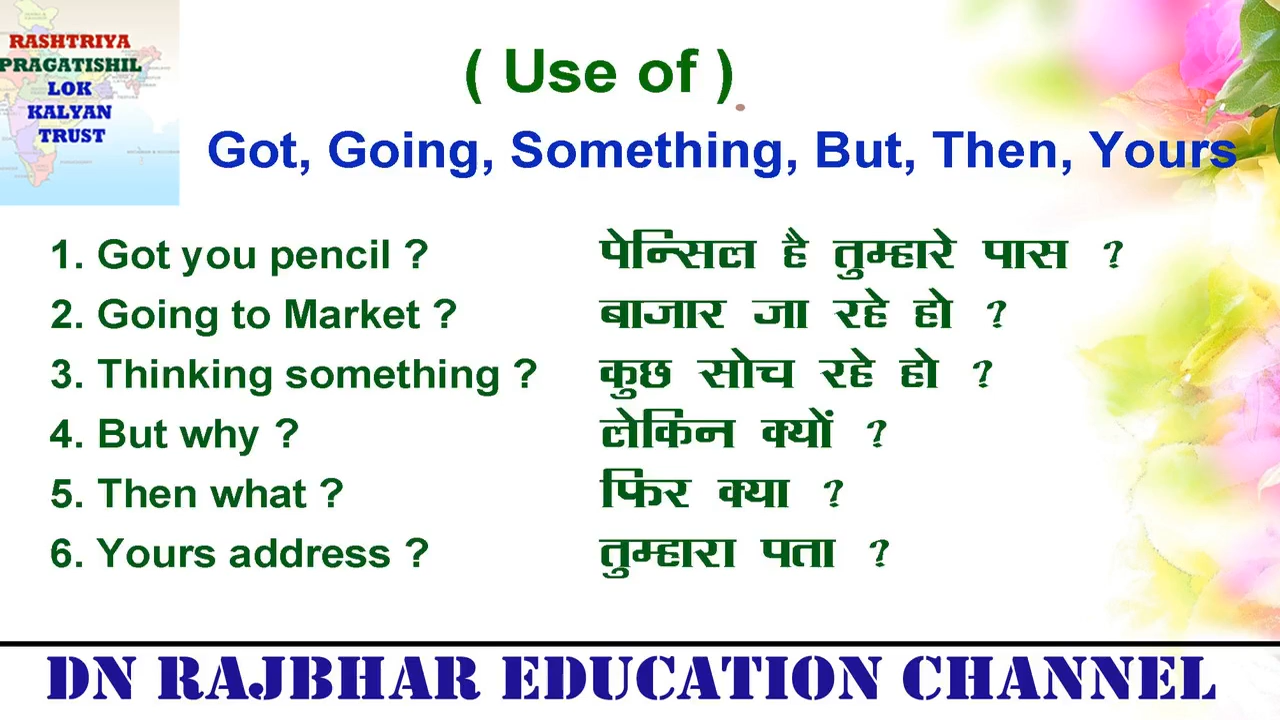 RASHTRIYA
PRAGATISHIL
LOK
KALYAN
TRUST
( Use of )
Got, Going, Something, But, Then, Yours
1. Got you pencil ? पेन्सिल है तुम्हारे पास ?
2. Going to Market ? बाजार जा रहे हो ?
3. Thinking something ? कुछ सोच रहे हो ?
4. But why ? लेकिन क्यों ?
5. Then what ? फिर क्या ?
6. Yours address ? तुम्हारा पता ?
DN RAJBHAR EDUCATION CHANNEL